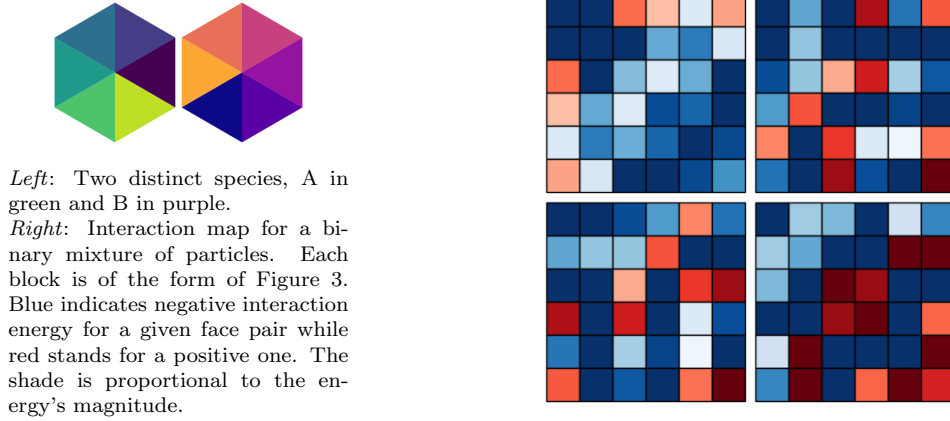 Left: Two distinct species, A in
green and B in purple.
Right: Interaction map for a bi-
nary mixture of particles. Each
block is of the form of Figure 3.
Blue indicates negative interaction
energy for a given face pair while
red stands for a positive one. The
shade is proportional to the en-
ergy's magnitude.